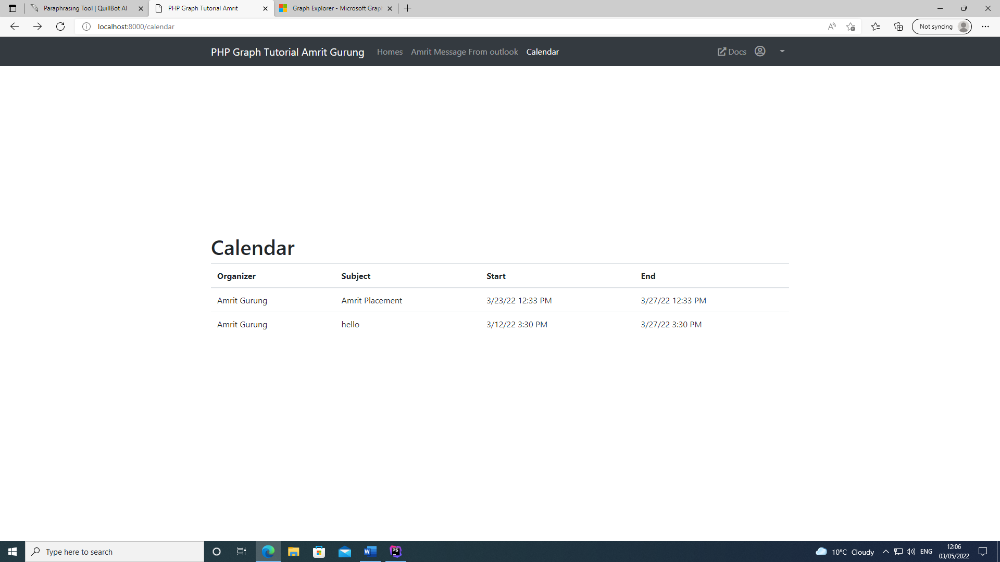 Paraphrasing Tool | QuillBot AI
PHP Graph Tutorial Amrit
Graph Explorer - Microsoft Grap
localhost:8000/calendar
Not syncing
PHP Graph Tutorial Amrit Gurung Homes Amrit Message From outlook Calendar Docs
Calendar
Organizer Subject Start End
Amrit Gurung Amrit Placement 3/23/22 12:33 PM 3/27/22 12:33 PM
Amrit Gurung hello 3/12/22 3:30 PM 3/27/22 3:30 PM
Type here to search
10°C Cloudy
ENG
12:06
03/05/2022